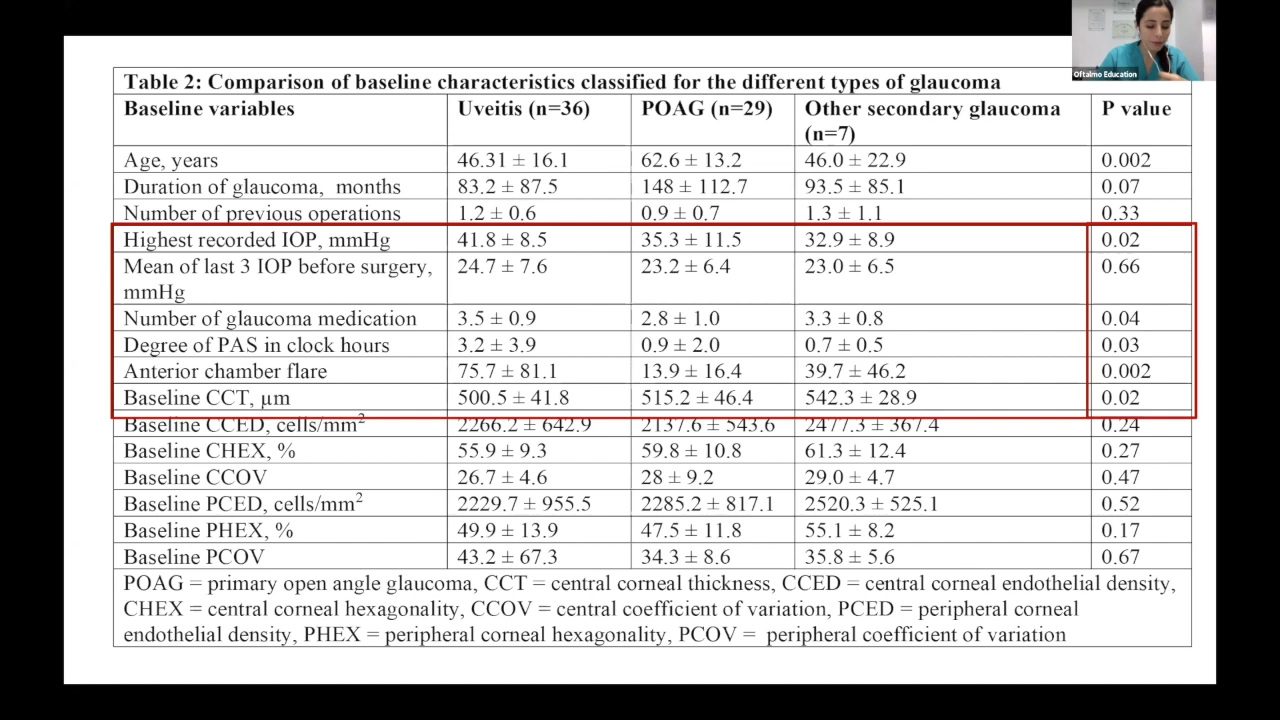 Oftalmo Education
Table 2: Comparison of baseline characteristics classified for the different types of glaucoma
Baseline variables Uveitis (n=36) POAG (n=29) Other secondary glaucoma (n=7) P value
Age, years 46.31 ± 16.1 62.6 ± 13.2 46.0 ± 22.9 0.002
Duration of glaucoma, months 83.2 ± 87.5 148 ± 112.7 93.5 ± 85.1 0.07
Number of previous operations 1.2 ± 0.6 0.9 ± 0.7 1.3 ± 1.1 0.33
Highest recorded IOP, mmHg 41.8 ± 8.5 35.3 ± 11.5 32.9 ± 8.9 0.02
Mean of last 3 IOP before surgery, mmHg 24.7 ± 7.6 23.2 ± 6.4 23.0 ± 6.5 0.66
Number of glaucoma medication 3.5 ± 0.9 2.8 ± 1.0 3.3 ± 0.8 0.04
Degree of PAS in clock hours 3.2 ± 3.9 0.9 ± 2.0 0.7 ± 0.5 0.03
Anterior chamber flare 75.7 ± 81.1 13.9 ± 16.4 39.7 ± 46.2 0.002
Baseline CCT, µm 500.5 ± 41.8 515.2 ± 46.4 542.3 ± 28.9 0.02
Baseline CCED, cells/mm² 2266.2 ± 642.9 2137.6 ± 543.6 2477.3 ± 367.4 0.24
Baseline CHEX, % 55.9 ± 9.3 59.8 ± 10.8 61.3 ± 12.4 0.27
Baseline CCOV 26.7 ± 4.6 28 ± 9.2 29.0 ± 4.7 0.47
Baseline PCED, cells/mm² 2229.7 ± 955.5 2285.2 ± 817.1 2520.3 ± 525.1 0.52
Baseline PHEX, % 49.9 ± 13.9 47.5 ± 11.8 55.1 ± 8.2 0.17
Baseline PCOV 43.2 ± 67.3 34.3 ± 8.6 35.8 ± 5.6 0.67
POAG = primary open angle glaucoma, CCT = central corneal thickness, CCED = central corneal endothelial density,
CHEX = central corneal hexagonality, CCOV = central coefficient of variation, PCED = peripheral corneal
endothelial density, PHEX = peripheral corneal hexagonality, PCOV = peripheral coefficient of variation